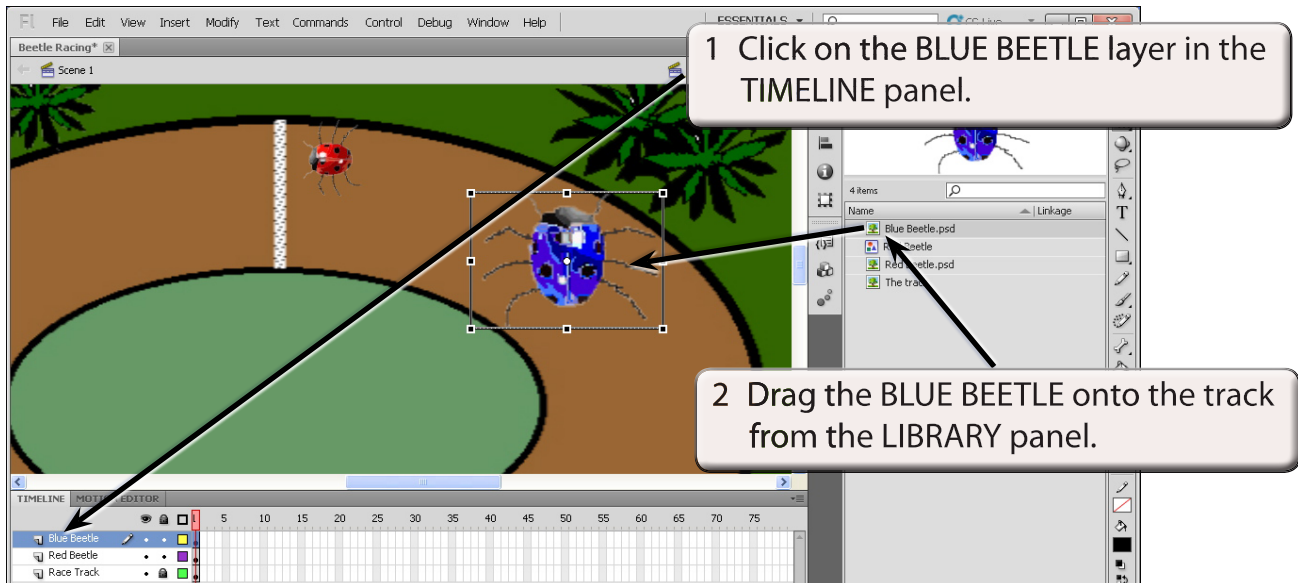 Fl File Edit View Insert Modify Text Commands Control Debug Window Help ESSENTIALS
Beetle Racing*
Scene 1
1 Click on the BLUE BEETLE layer in the
TIMELINE panel.
4 items
Name Linkage
Blue Beetle.psd
Beetle
Red Beetle.psd
The
2 Drag the BLUE BEETLE onto the track
from the LIBRARY panel.
TIMELINE MOTION EDITOR
1 5 10 15 20 25 30 35 40 45 50 55 60 65 70 75
Blue Beetle
Red Beetle
Race Track